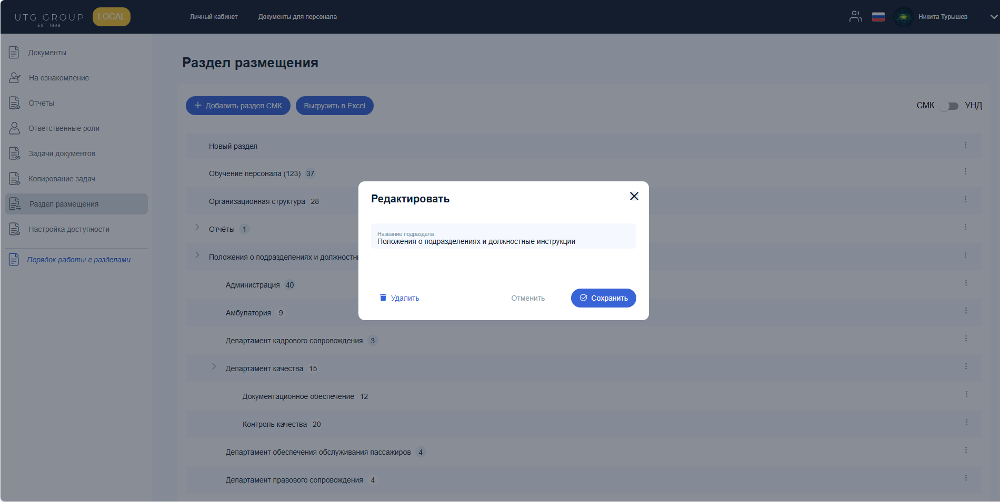 UTG GROUP
EST. 1998
LOCAL
Личный кабинет
Документы для персонала
Никита Турышев
Документы
На ознакомление
Отчеты
Ответственные роли
Задачи документов
Копирование задач
Раздел размещения
Настройка доступности
Порядок работы с разделами
Раздел размещения
Добавить раздел СМК
Выгрузить в Excel
СМК
УНД
Новый раздел
Обучение персонала (123) 37
Организационная структура 28
Отчёты 1
Положения о подразделениях и должностн
Администрация 40
Амбулатория 9
Департамент кадрового сопровождения 3
Департамент качества 15
Документационное обеспечение 12
Контроль качества 20
Департамент обеспечения обслуживания пассажиров 4
Департамент правового сопровождения 4
Редактировать
Название подраздела
Положения о подразделениях и должностные инструкции
Удалить
Отменить
Сохранить